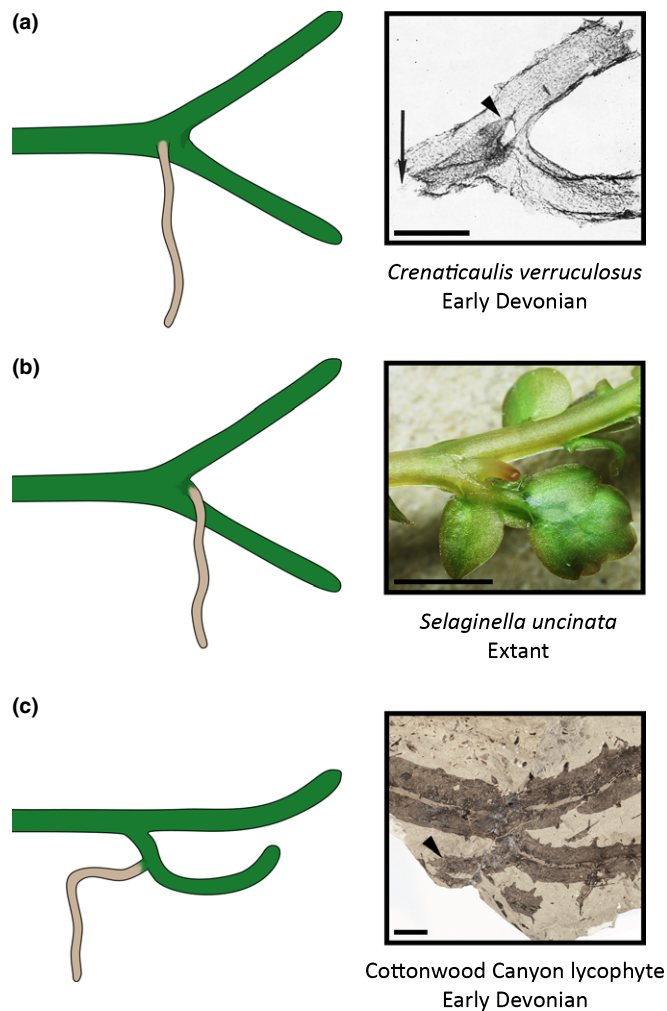 (a)
Crenaticaulis verruculosus
Early Devonian
(b)
Selaginella uncinata
Extant
(c)
Cottonwood Canyon lycophyte
Early Devonian